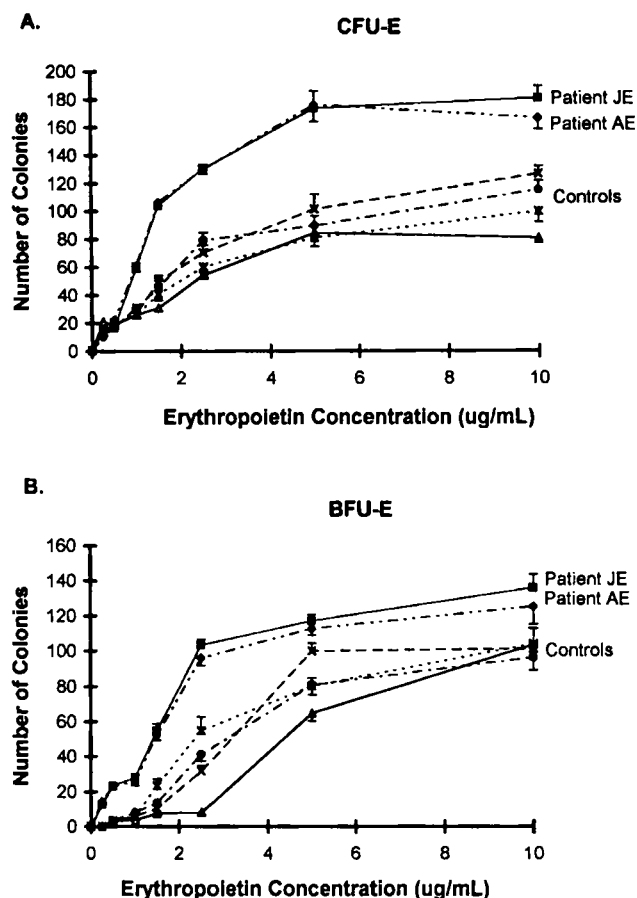 A.
CFU-E
Number of Colonies
200
180
160
140
120
100
80
60
40
20
0
0 2 4 6 8 10
Erythropoietin Concentration (ug/mL)
Patient JE
Patient AE
Controls
B.
BFU-E
Number of Colonies
160
140
120
100
80
60
40
20
0
0 2 4 6 8 10
Erythropoietin Concentration (ug/mL)
Patient JE
Patient AE
Controls